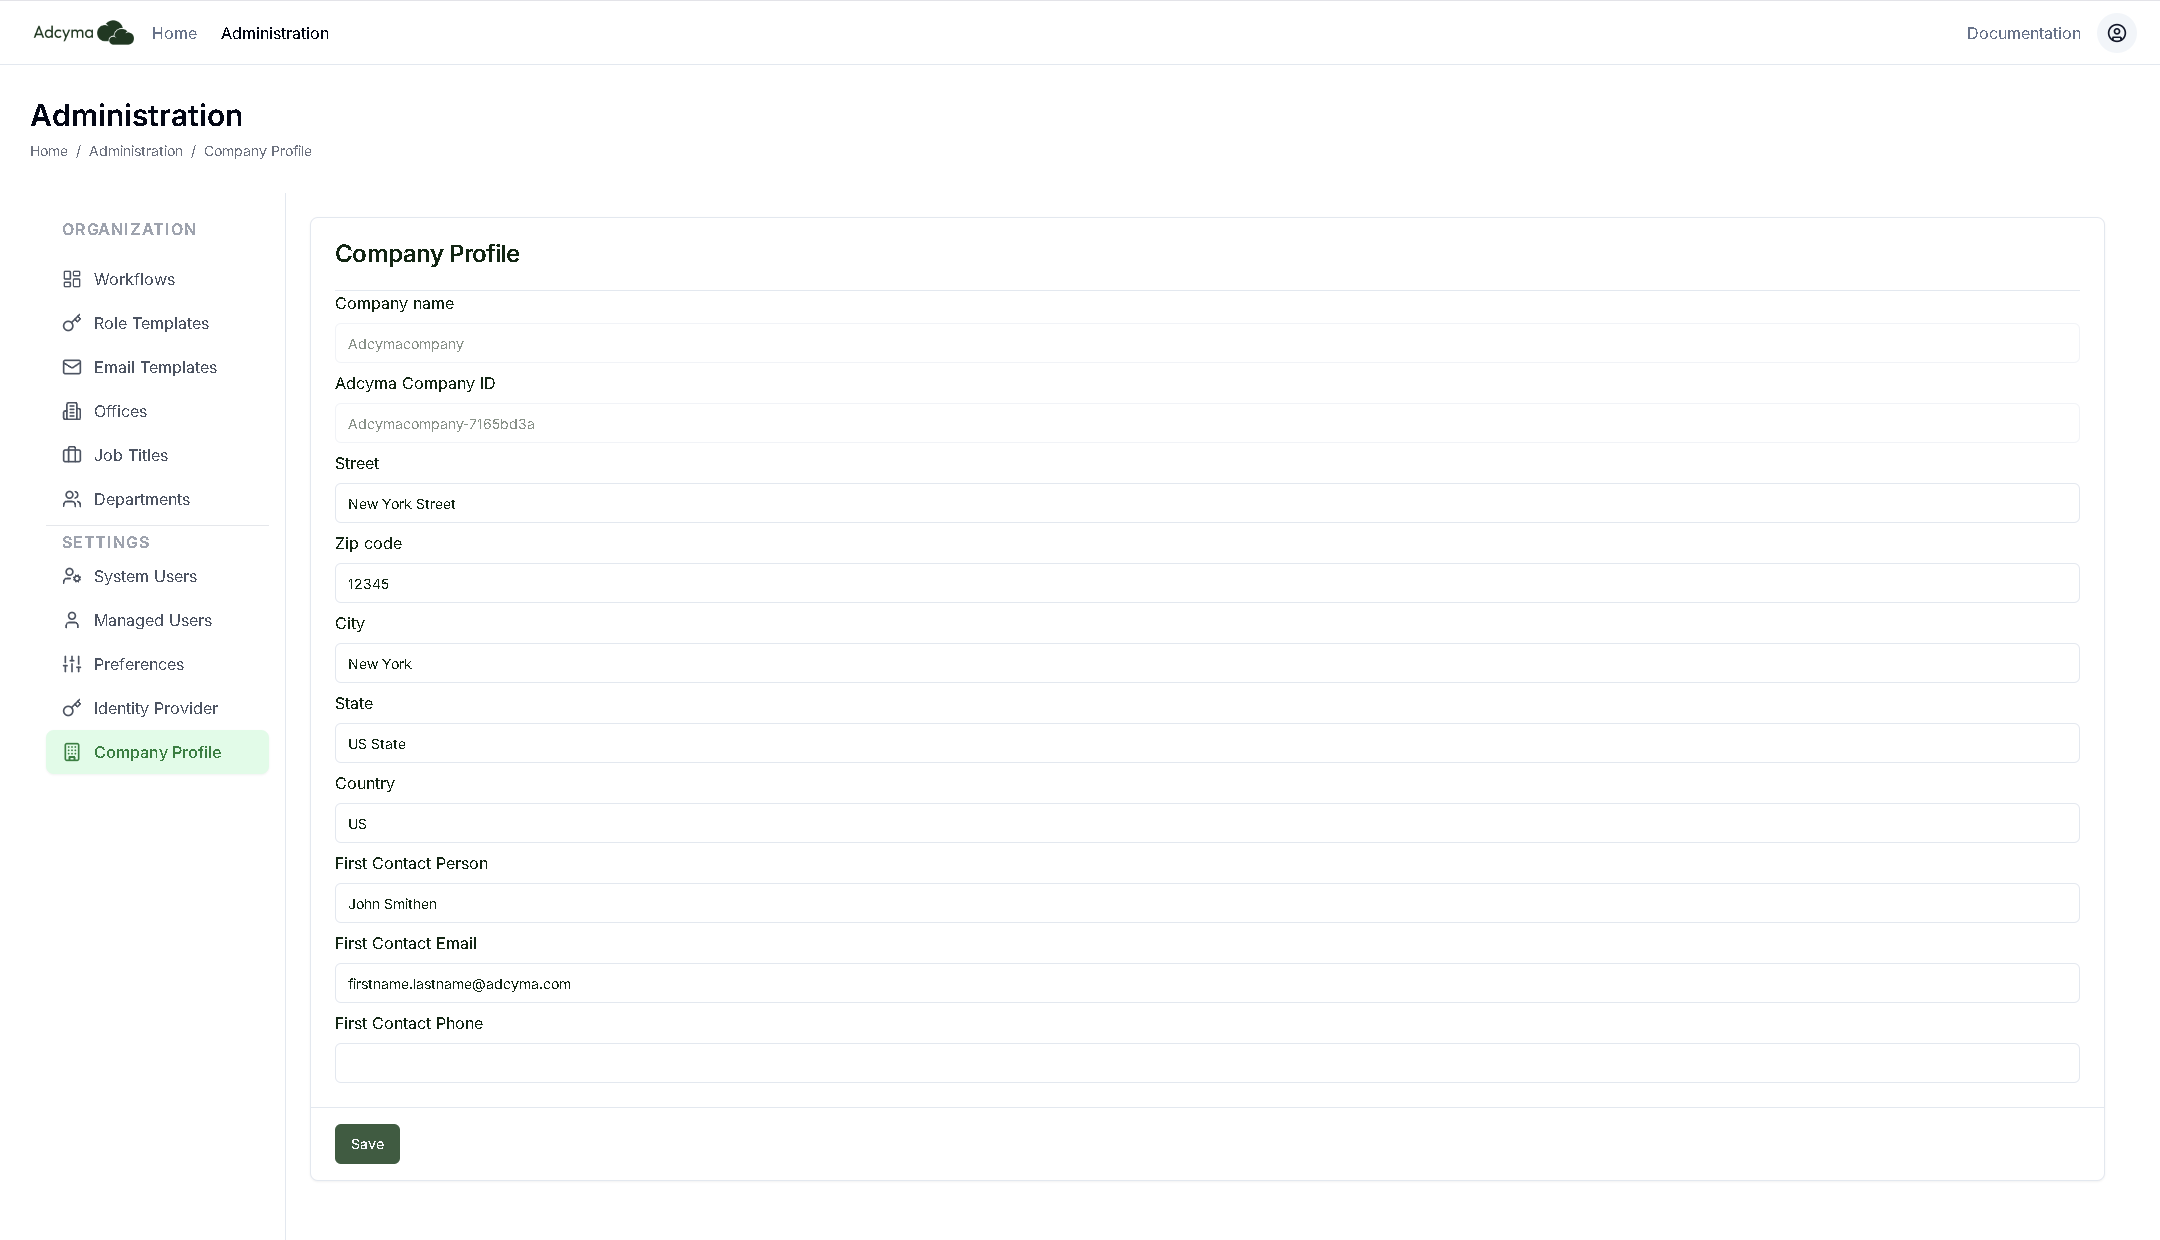 Adcyma Home Administration Documentation
Administration
Home / Administration / Company Profile
ORGANIZATION
Workflows
Role Templates
Email Templates
Offices
Job Titles
Departments
SETTINGS
System Users
Managed Users
Preferences
Identity Provider
Company Profile
Company Profile
Company name
Adcymacompany
Adcyma Company ID
Adcymacompany-7165bd3a
Street
New York Street
Zip code
12345
City
New York
State
US State
Country
US
First Contact Person
John Smithen
First Contact Email
firstname.lastname@adcyma.com
First Contact Phone
Save